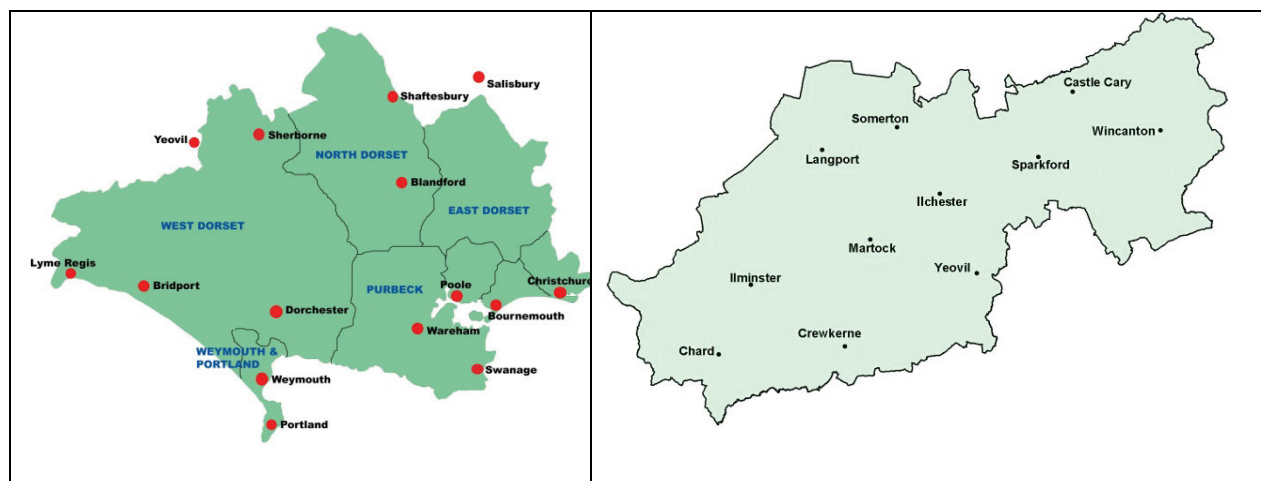 Salisbury
Shaftesbury
Yeovil
Sherborne
NORTH DORSET
Blandford
EAST DORSET
WEST DORSET
Lyme Regis
Bridport
PURBECK
Poole
Christchurc
Dorchester
Bournemouth
Wareham
WEYMOUTH &
PORTLAND
Weymouth
Swanage
Portland
Castle Cary
Somerton
Wincanton
Langport
Sparkford
Ilchester
Martock
Yeovil
Ilminster
Crewkerne
Chard